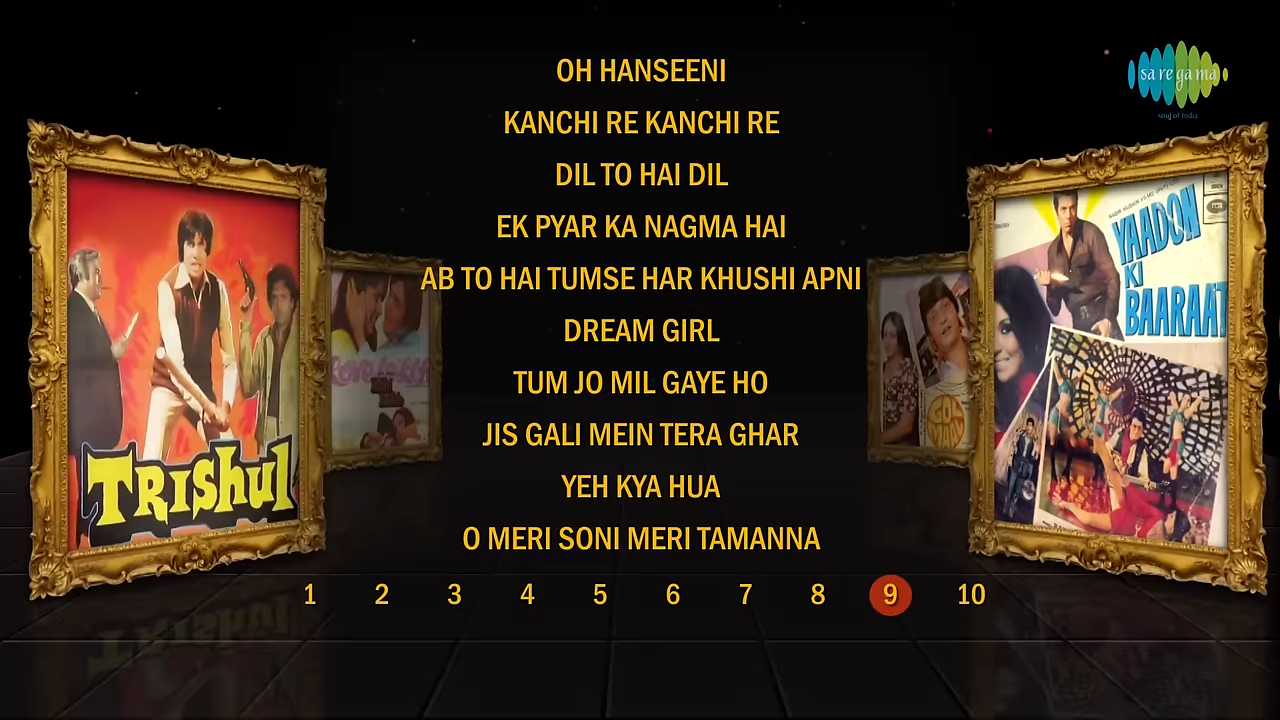 sa re ga ma
soul of India
OH HANSEENI
KANCHI RE KANCHI RE
DIL TO HAI DIL
EK PYAR KA NAGMA HAI
AB TO HAI TUMSE HAR KHUSHI APNI
DREAM GIRL
TUM JO MIL GAYE HO
JIS GALI MEIN TERA GHAR
YEH KYA HUA
O MERI SONI MERI TAMANNA
1 2 3 4 5 6 7 8 9 10
TRISHUL
YAADON
KI
BAARAAT